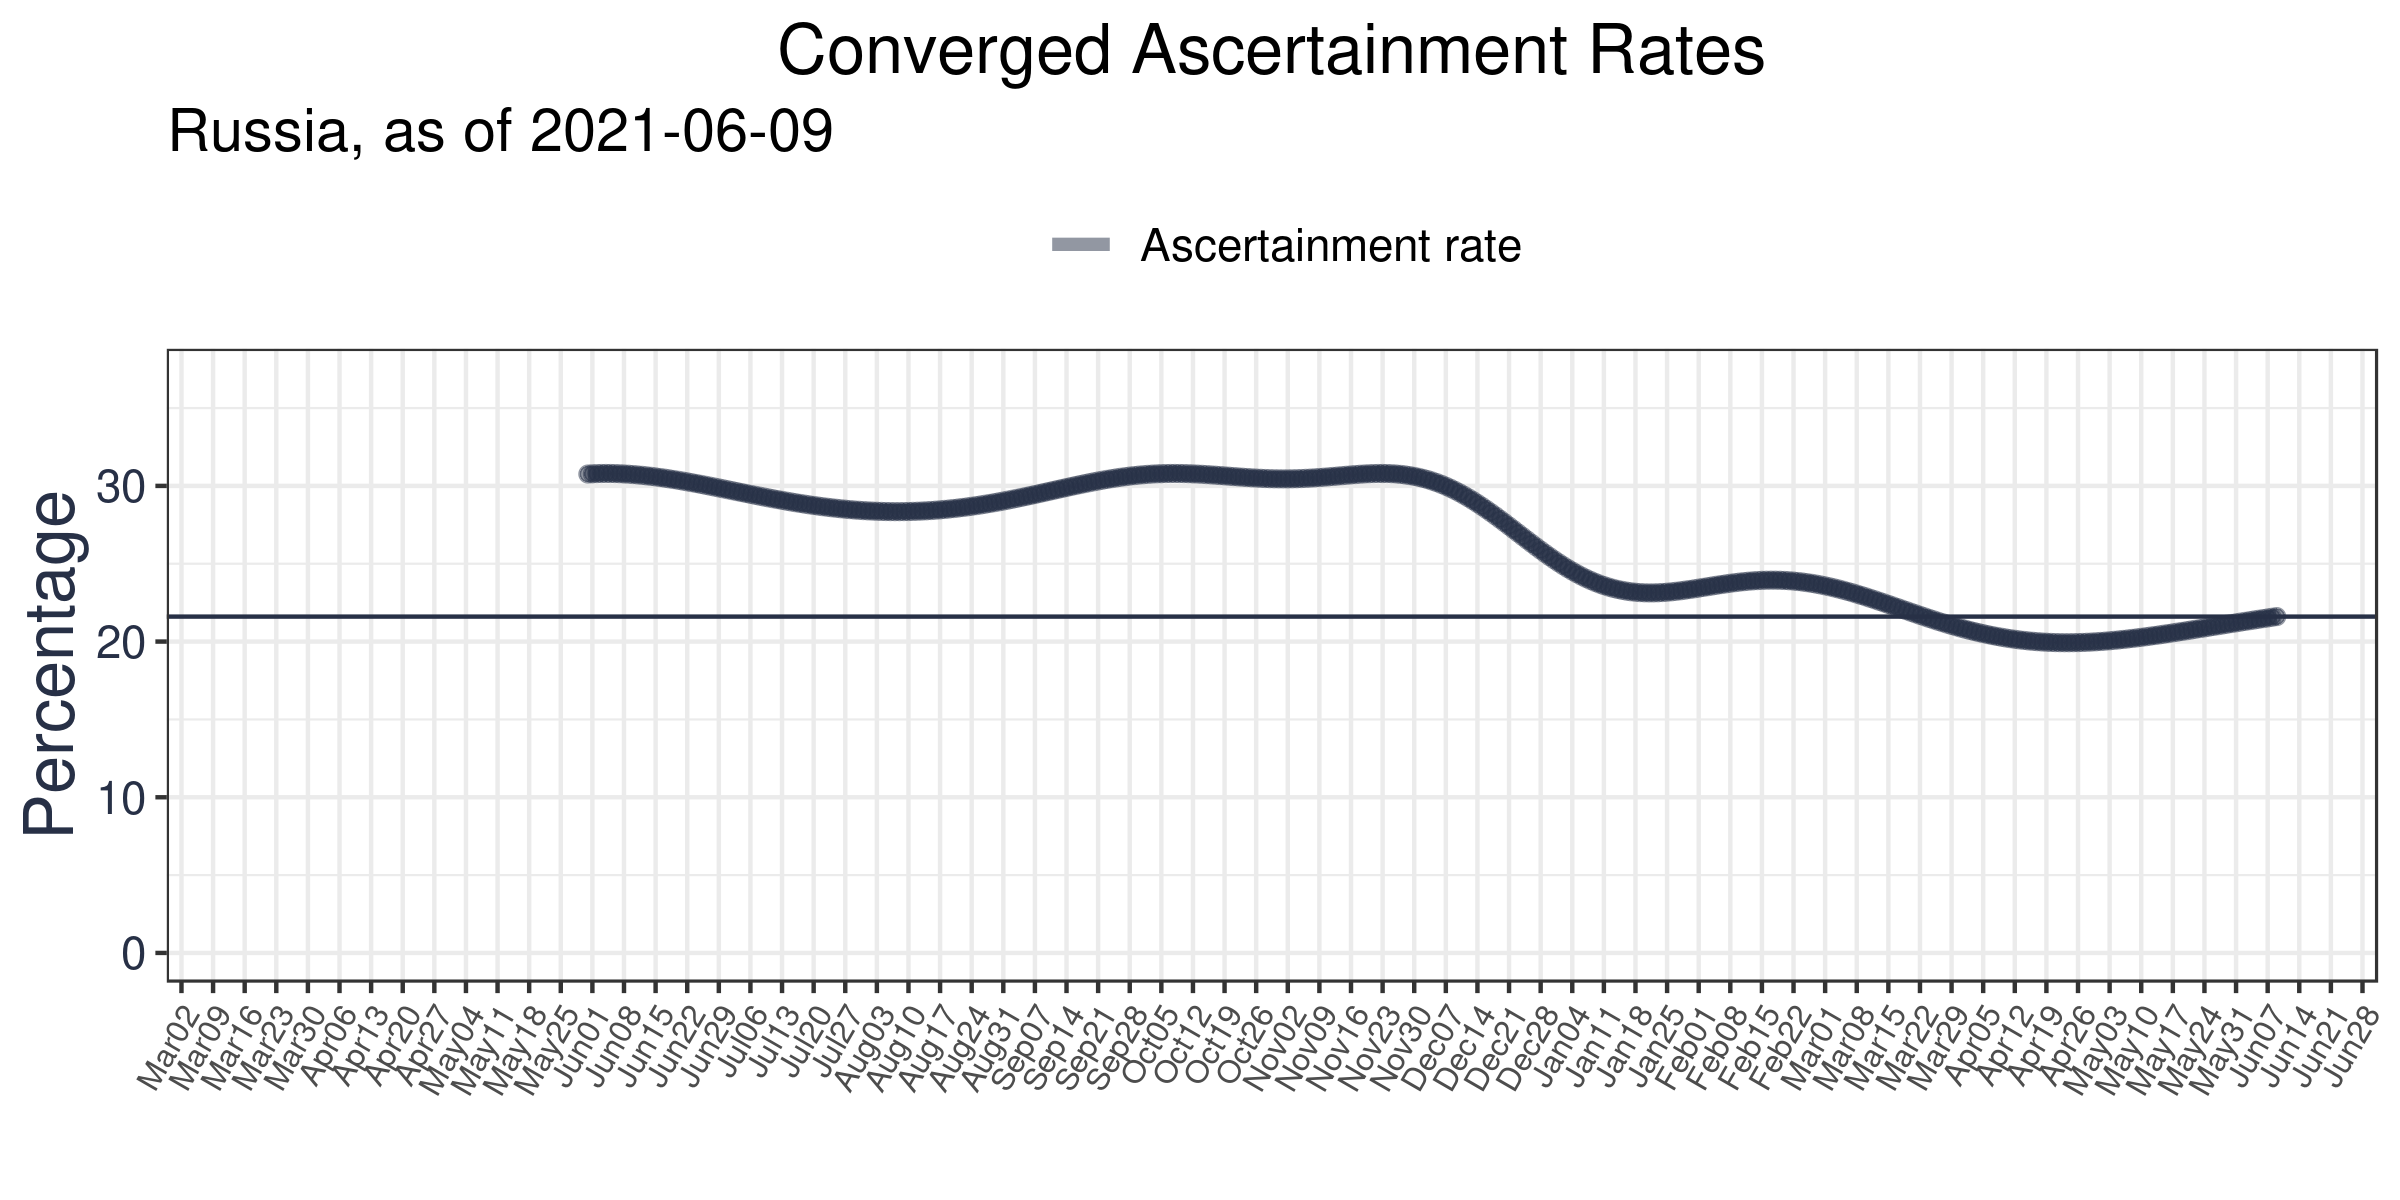 Converged Ascertainment Rates
Russia, as of 2021-06-09
Ascertainment rate
Percentage
30
20
10
0
Mar02
Mar09
Mar16
Mar23
Mar30
Apr06
Apr13
Apr20
Apr27
May04
May11
May18
May25
Jun01
Jun08
Jun15
Jun22
Jun29
Jul06
Jul13
Jul20
Jul27
Aug03
Aug10
Aug17
Aug24
Aug31
Sep07
Sep14
Sep21
Sep28
Oct05
Oct12
Oct19
Oct26
Nov02
Nov09
Nov16
Nov23
Nov30
Dec07
Dec14
Dec21
Dec28
Jan04
Jan11
Jan18
Jan25
Feb01
Feb08
Feb15
Feb22
Mar01
Mar08
Mar15
Mar22
Mar29
Apr05
Apr12
Apr19
Apr26
May03
May10
May17
May24
May31
Jun07
Jun14
Jun21
Jun28